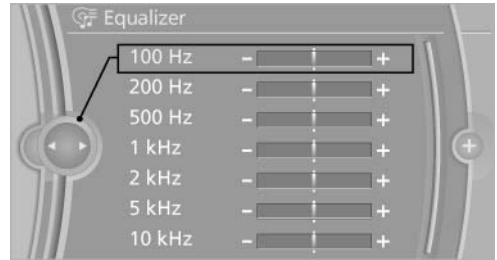 Equalizer
100 Hz - +
200 Hz - +
500 Hz - +
1 kHz - +
2 kHz - +
5 kHz - +
10 kHz - +
+